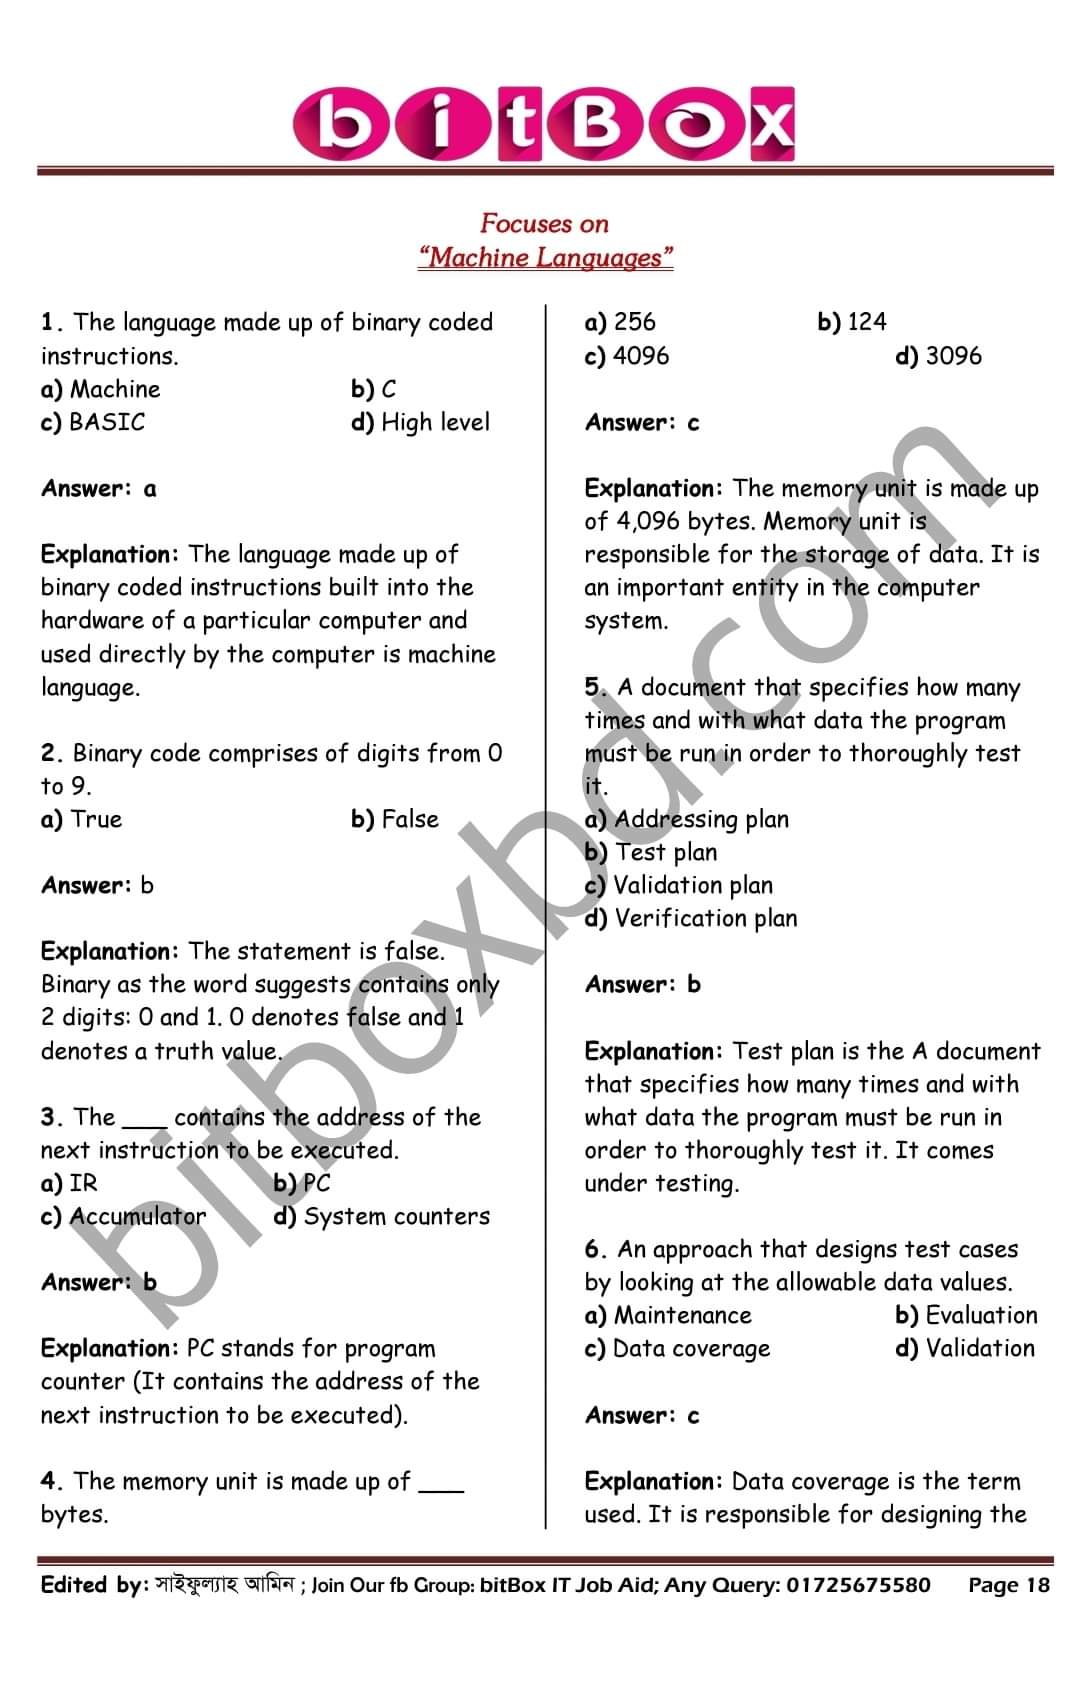 bitBox
Focuses on
“Machine Languages”
1. The language made up of binary coded
instructions.
a) Machine b) C
c) BASIC d) High level
Answer: a
Explanation: The language made up of
binary coded instructions built into the
hardware of a particular computer and
used directly by the computer is machine
language.
2. Binary code comprises of digits from 0
to 9.
a) True b) False
Answer: b
Explanation: The statement is false.
Binary as the word suggests contains only
2 digits: 0 and 1. 0 denotes false and 1
denotes a truth value.
3. The ___ contains the address of the
next instruction to be executed.
a) IR b) PC
c) Accumulator d) System counters
Answer: b
Explanation: PC stands for program
counter (It contains the address of the
next instruction to be executed).
4. The memory unit is made up of ___
bytes.
a) 256 b) 124
c) 4096 d) 3096
Answer: c
Explanation: The memory unit is made up
of 4,096 bytes. Memory unit is
responsible for the storage of data. It is
an important entity in the computer
system.
5. A document that specifies how many
times and with what data the program
must be run in order to thoroughly test
it.
a) Addressing plan
b) Test plan
c) Validation plan
d) Verification plan
Answer: b
Explanation: Test plan is the A document
that specifies how many times and with
what data the program must be run in
order to thoroughly test it. It comes
under testing.
6. An approach that designs test cases
by looking at the allowable data values.
a) Maintenance b) Evaluation
c) Data coverage d) Validation
Answer: c
Explanation: Data coverage is the term
used. It is responsible for designing the
bitboxbd.com
Edited by: সাইফুল্যাহ আমিন ; Join Our fb Group: bitBox IT Job Aid; Any Query: 01725675580 Page 18